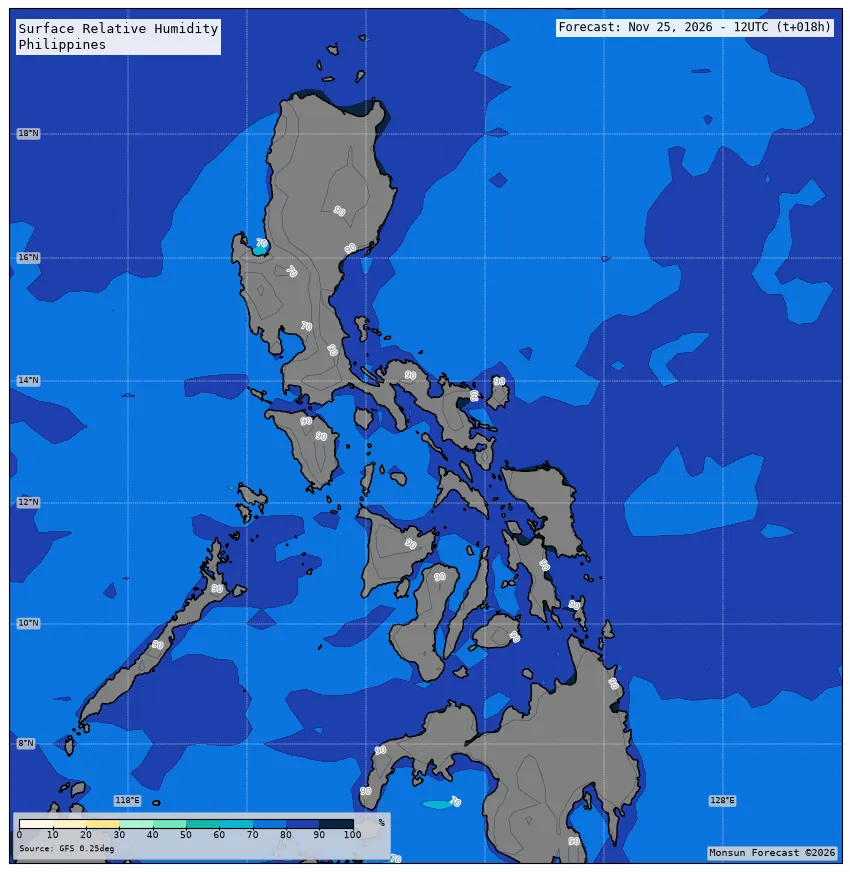 Surface Relative Humidity
Philippines
Forecast: Nov 25, 2026 - 12UTC (t+018h)
18°N
90
70
90
16°N
70
70
90
14°N
90
90
90
90
90
12°N
90
90
90
90
90
10°N
90
90
90
8°N
90
90
118°E
70
128°E
0 10 20 30 40 50 60 70 80 90 100 %
90
Source: GFS 0.25deg
70
Monsun Forecast ©2026